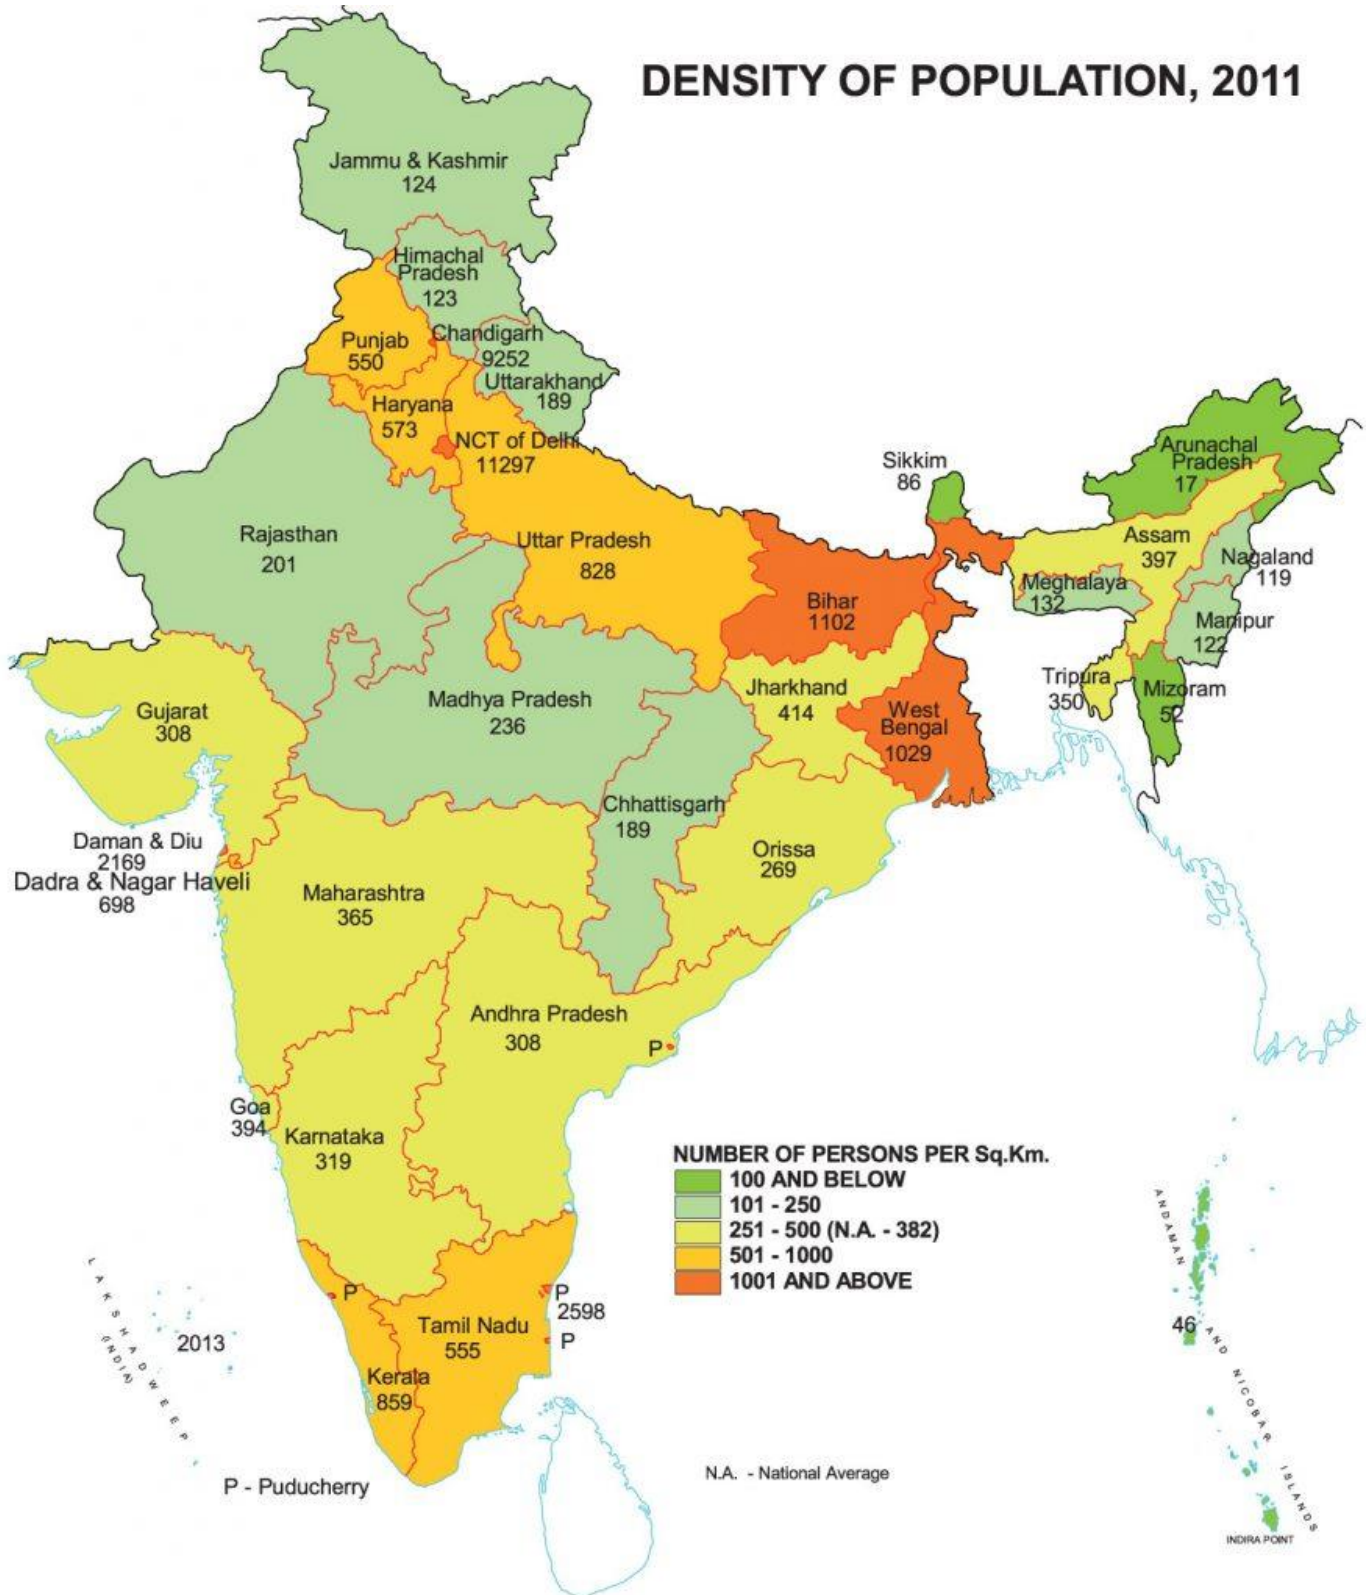 DENSITY OF POPULATION, 2011
Jammu & Kashmir
124
Himachal
Pradesh
123
Punjab
550
Chandigarh
9252
Uttarakhand
189
Haryana
573
NCT of Delhi
11297
Rajasthan
201
Uttar Pradesh
828
Sikkim
86
Arunachal
Pradesh
17
Assam
397
Nagaland
119
Meghalaya
132
Manipur
122
Bihar
1102
Tripura
350
Mizoram
52
Gujarat
308
Madhya Pradesh
236
Jharkhand
414
West
Bengal
1029
Chhattisgarh
189
Daman & Diu
2169
Dadra & Nagar Haveli
698
Orissa
269
Maharashtra
365
Andhra Pradesh
308
P
Goa
394
Karnataka
319
NUMBER OF PERSONS PER Sq.Km.
100 AND BELOW
101 - 250
251 - 500 (N.A. - 382)
501 - 1000
1001 AND ABOVE
P
P
2598
P
Tamil Nadu
555
Kerala
859
LAKSHADWEEP
(INDIA)
2013
ANDAMAN AND NICOBAR ISLANDS
46
INDIRA POINT
P - Puducherry
N.A. - National Average